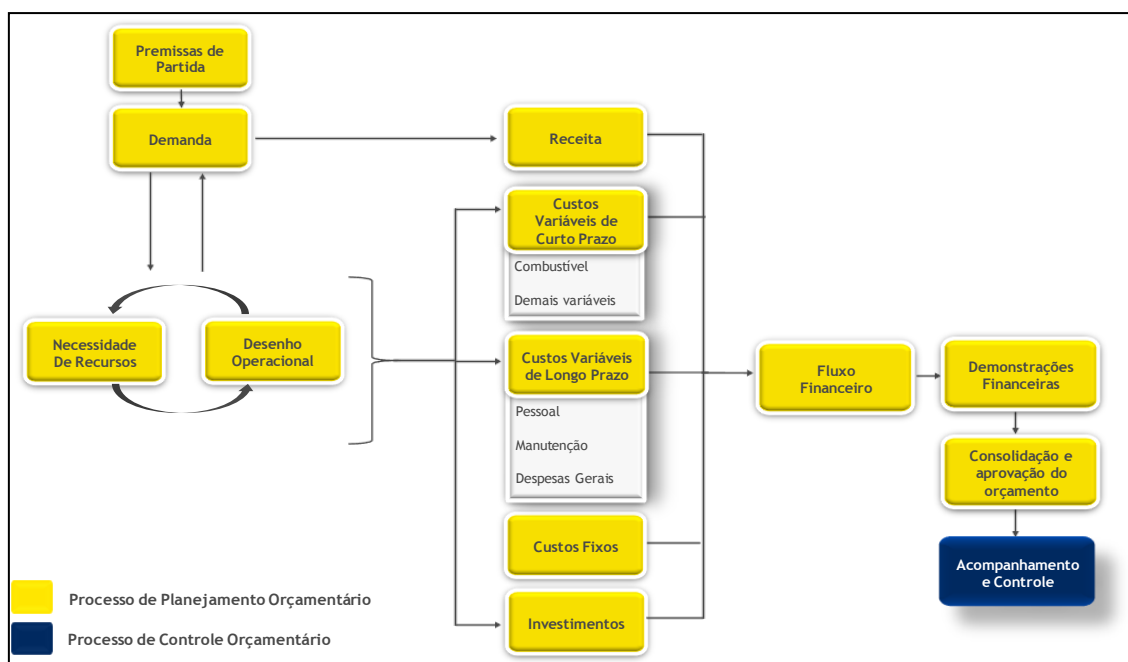 Premissas de
Partida
Demanda
Receita
Custos
Variáveis de
Curto Prazo
Combustível
Demais variáveis
Necessidade
De Recursos
Desenho
Operacional
Custos Variáveis
de Longo Prazo
Pessoal
Manutenção
Despesas Gerais
Custos Fixos
Investimentos
Fluxo
Financeiro
Demonstrações
Financeiras
Consolidação e
aprovação do
orçamento
Acompanhamento
e Controle
Processo de Planejamento Orçamentário
Processo de Controle Orçamentário